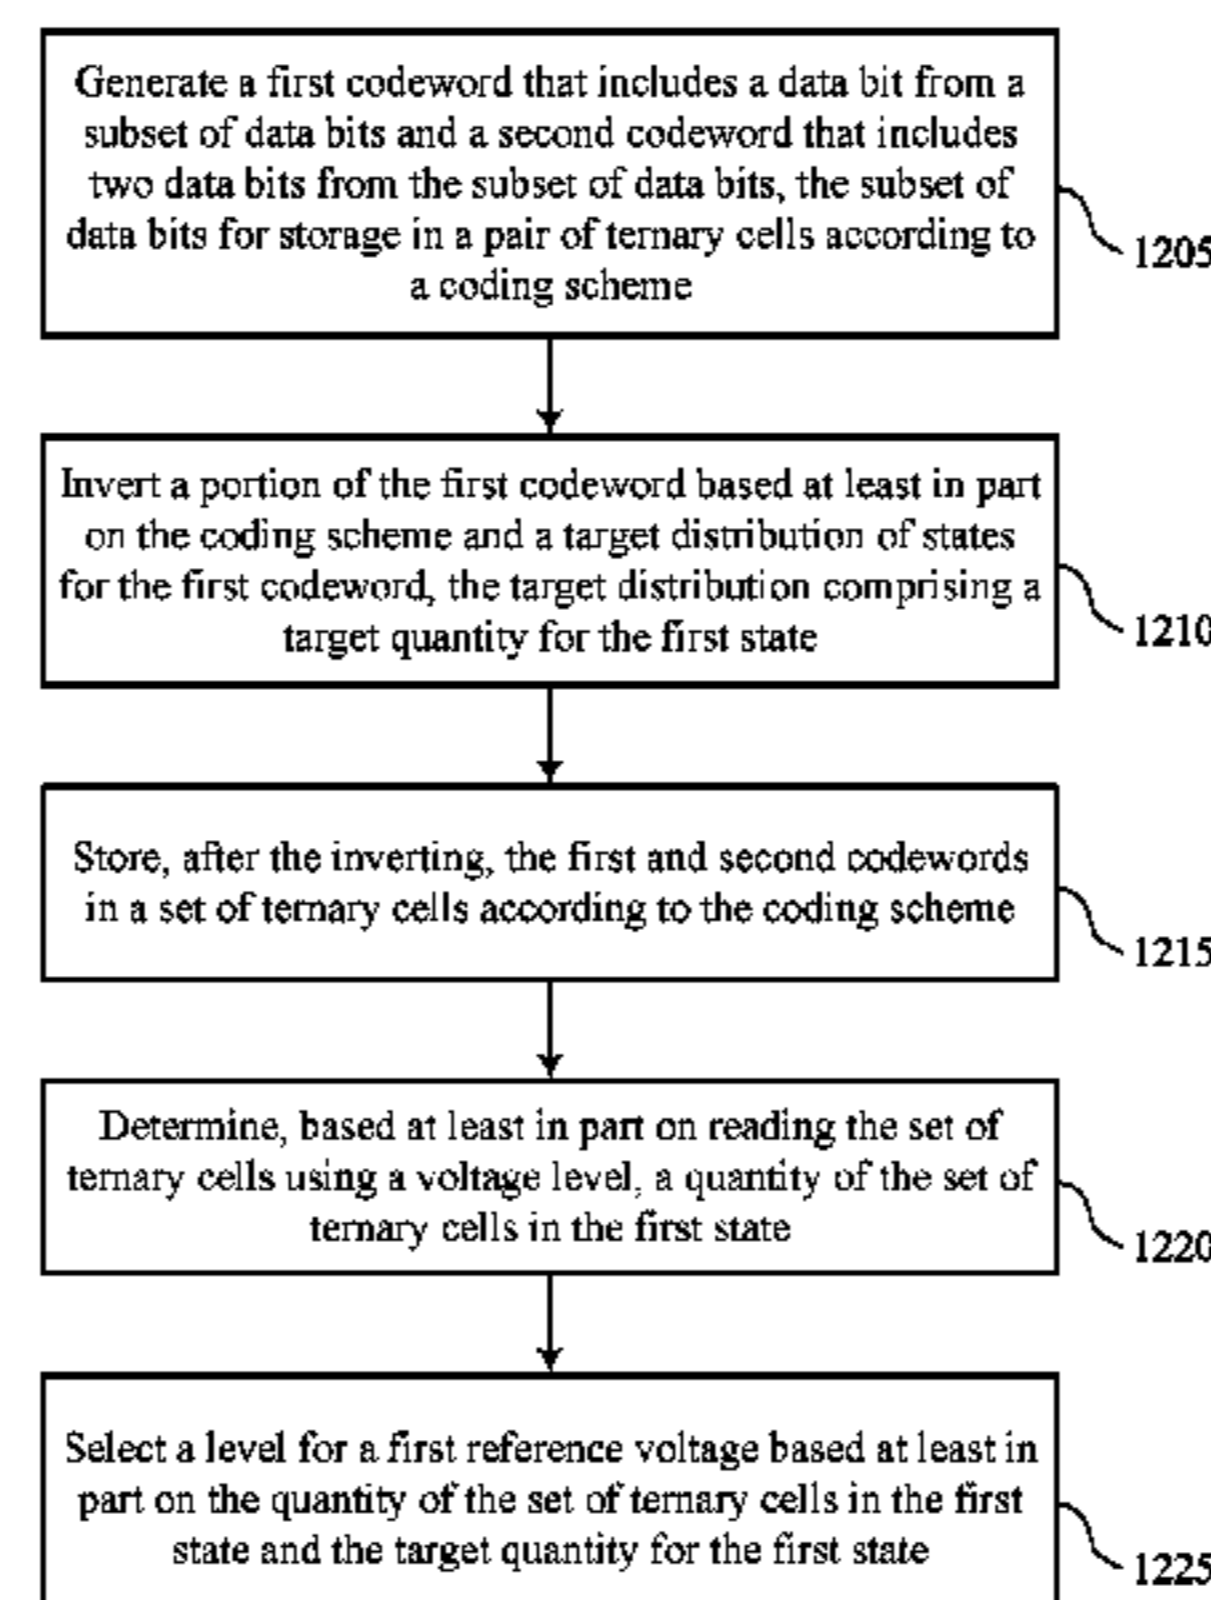 Generate a first codeword that includes a data bit from a
subset of data bits and a second codeword that includes
two data bits from the subset of data bits, the subset of
data bits for storage in a pair of ternary cells according to
a coding scheme
1205
Invert a portion of the first codeword based at least in part
on the coding scheme and a target distribution of states
for the first codeword, the target distribution comprising a
target quantity for the first state
1210
Store, after the inverting, the first and second codewords
in a set of ternary cells according to the coding scheme
1215
Determine, based at least in part on reading the set of
ternary cells using a voltage level, a quantity of the set of
ternary cells in the first state
1220
Select a level for a first reference voltage based at least in
part on the quantity of the set of ternary cells in the first
state and the target quantity for the first state
1225